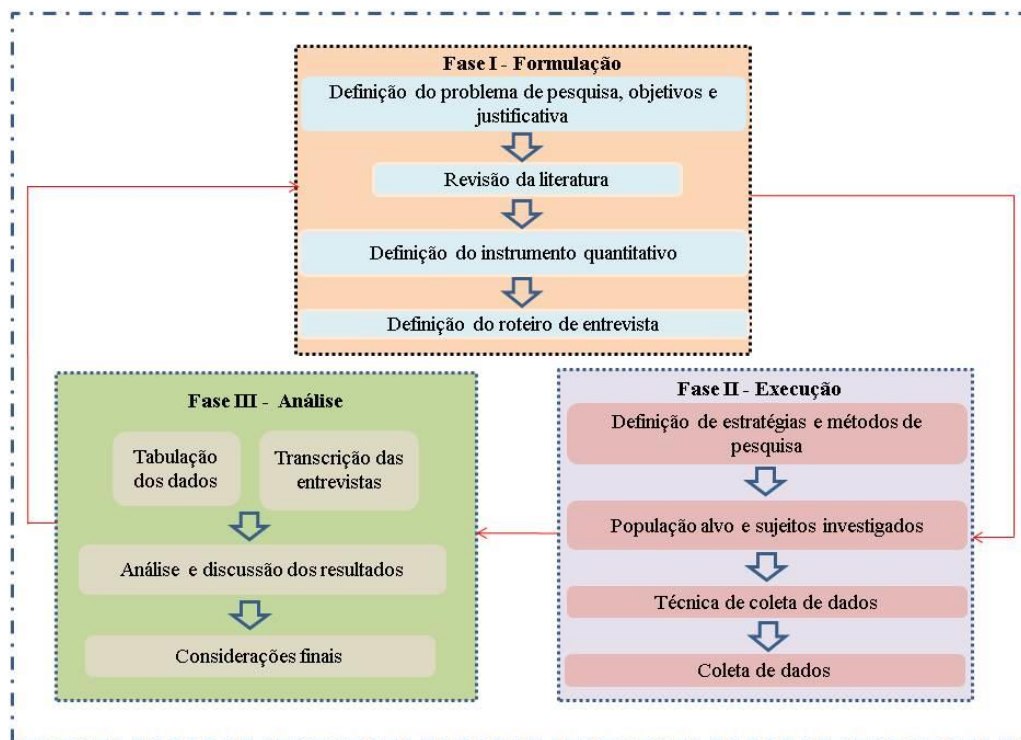 Fase I - Formulação
Definição do problema de pesquisa, objetivos e
justificativa
Revisão da literatura
Definição do instrumento quantitativo
Definição do roteiro de entrevista
Fase II - Execução
Definição de estratégias e métodos de
pesquisa
População alvo e sujeitos investigados
Técnica de coleta de dados
Coleta de dados
Fase III - Análise
Tabulação
dos dados
Transcrição das
entrevistas
Análise e discussão dos resultados
Considerações finais